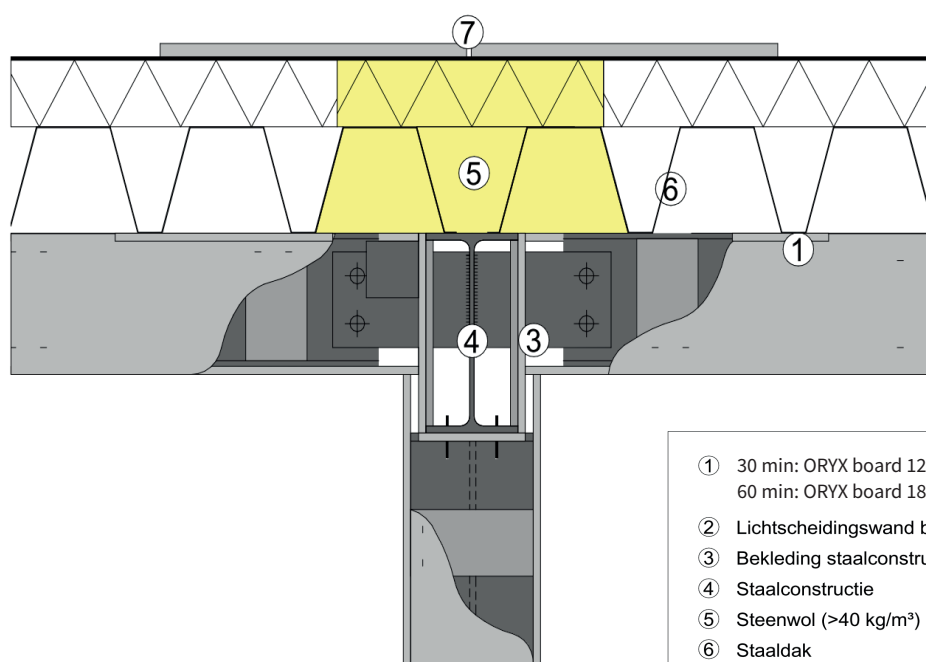 7
5
6
1
4
3
① 30 min: ORYX board 12
60 min: ORYX board 18
② Lichtscheidingswand b
③ Bekleding staalconstru
④ Staalconstructie
⑤ Steenwol (>40 kg/m³)
⑥ Staaldak